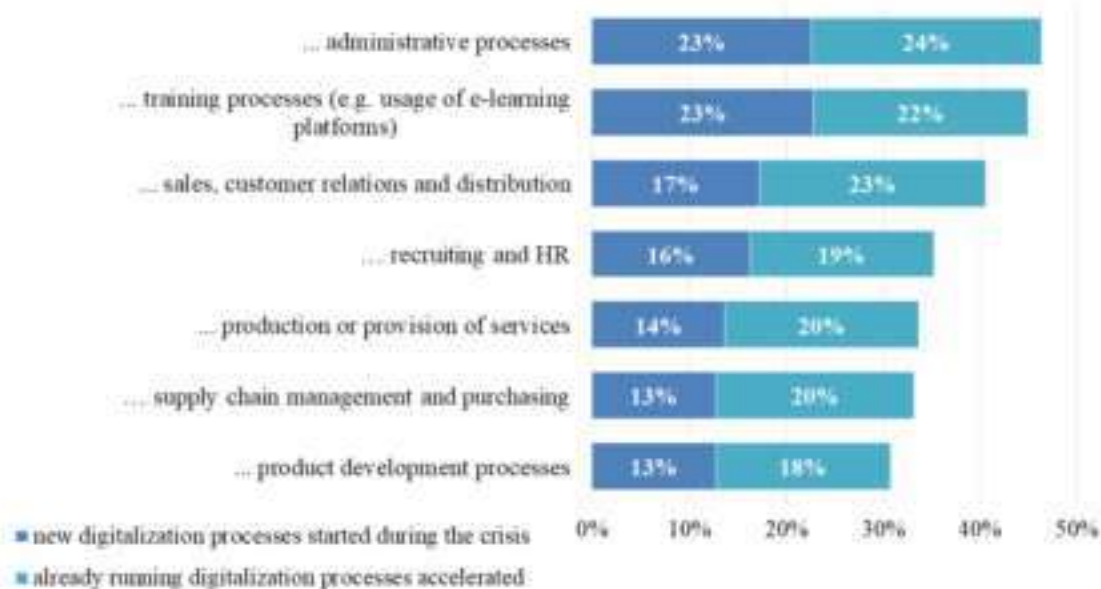 ... administrative processes 23% 24%
... training processes (e.g. usage of e-learning
platforms) 23% 22%
... sales, customer relations and distribution 17% 23%
... recruiting and HR 16% 19%
... production or provision of services 14% 20%
... supply chain management and purchasing 13% 20%
... product development processes 13% 18%
0% 10% 20% 30% 40% 50%
new digitalization processes started during the crisis
already running digitalization processes accelerated